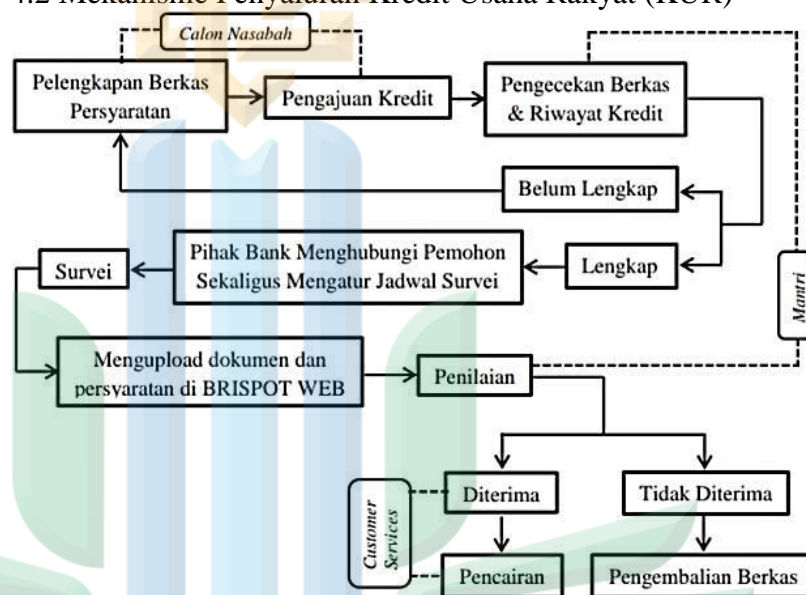 4.2 Mekanisme Penyaluran Kredit Usaha Rakyat (KUR)
Calon Nasabah
Pelengkapan Berkas
Persyaratan
Pengajuan Kredit
Pengecekan Berkas
& Riwayat Kredit
Belum Lengkap
Lengkap
Pihak Bank Menghubungi Pemohon
Sekaligus Mengatur Jadwal Survei
Survei
Mantri
Mengupload dokumen dan
persyaratan di BRISPOT WEB
Penilaian
Diterima
Tidak Diterima
Customer
Services
Pencairan
Pengembalian Berkas